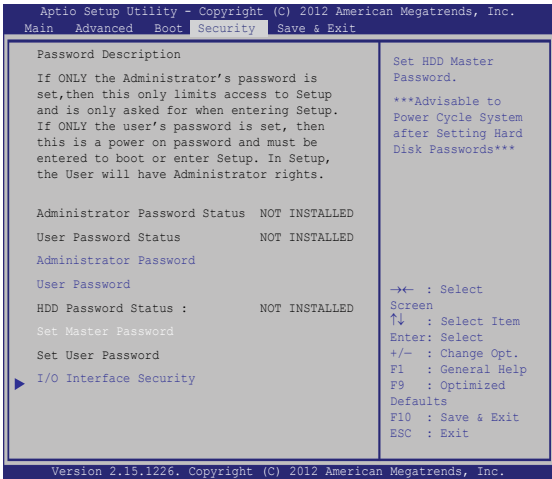 Aptio Setup Utility - Copyright (C) 2012 American Megatrends, Inc.
Main Advanced Boot Security Save & Exit
Password Description
If ONLY the Administrator's password is
set,then this only limits access to Setup
and is only asked for when entering Setup.
If ONLY the user's password is set, then
this is a power on password and must be
entered to boot or enter Setup. In Setup,
the User will have Administrator rights.
Administrator Password Status NOT INSTALLED
User Password Status NOT INSTALLED
Administrator Password
User Password
HDD Password Status : NOT INSTALLED
Set Master Password
Set User Password
I/O Interface Security
Set HDD Master
Password.
***Advisable to
Power Cycle System
after Setting Hard
Disk Passwords***
→← : Select
Screen
↑↓ : Select Item
Enter: Select
+/— : Change Opt.
F1 : General Help
F9 : Optimized
Defaults
F10 : Save & Exit
ESC : Exit
Version 2.15.1226. Copyright (C) 2012 American Megatrends, Inc.